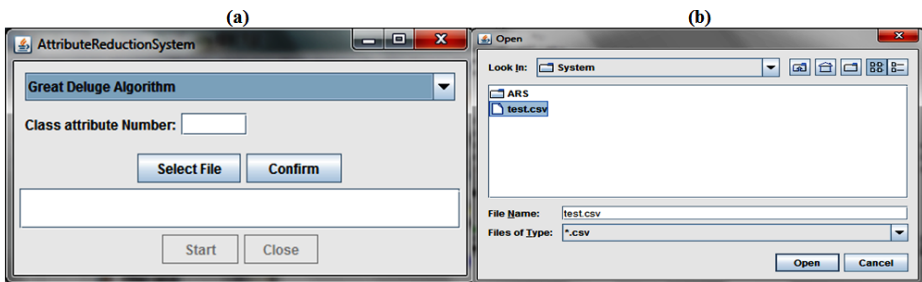 (a)
AttributeReductionSystem
Great Deluge Algorithm
Class attribute Number:
Select File Confirm
Start Close
(b)
Open
Look In: System
ARS
test.csv
File Name: test.csv
Files of Type: *.csv
Open Cancel